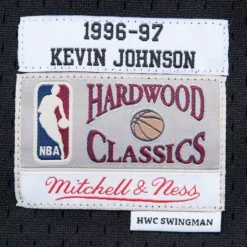 1996-97
KEVIN JOHNSON
HARDWOOD
NBA
CLASSICS
Mitchell & Ness
HWC SWINGMAN